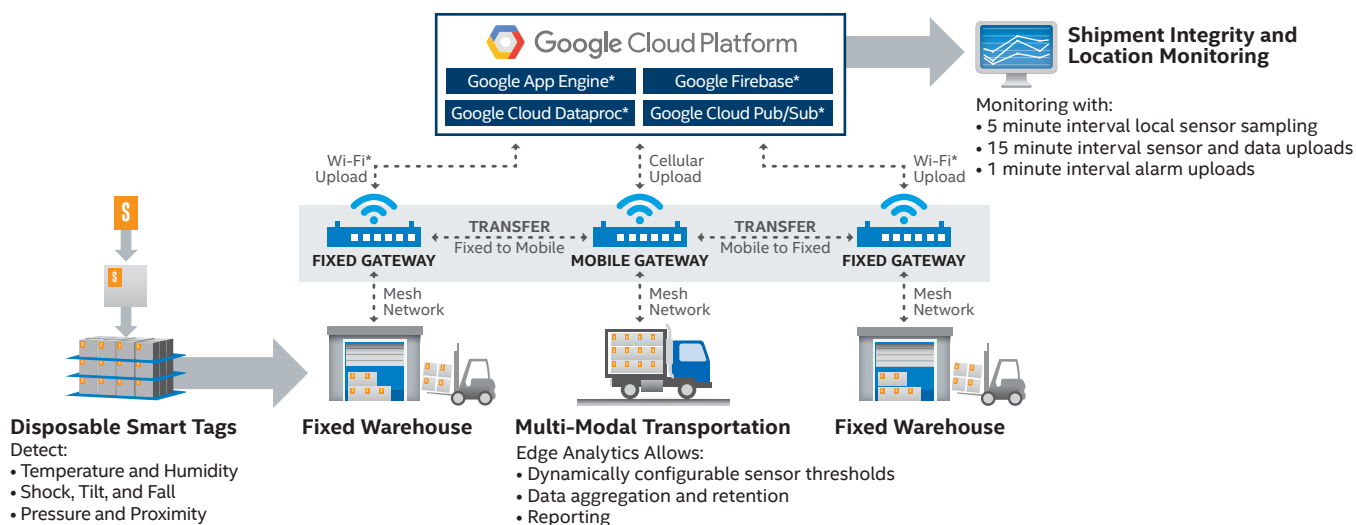 Google Cloud Platform
Google App Engine*
Google Firebase*
Google Cloud Dataproc*
Google Cloud Pub/Sub*
Shipment Integrity and
Location Monitoring
Monitoring with:
• 5 minute interval local sensor sampling
• 15 minute interval sensor and data uploads
• 1 minute interval alarm uploads
Wi-Fi*
Upload
Cellular
Upload
Wi-Fi*
Upload
S
S
TRANSFER
Fixed to Mobile
TRANSFER
Mobile to Fixed
FIXED GATEWAY
MOBILE GATEWAY
FIXED GATEWAY
Mesh
Network
Mesh
Network
Mesh
Network
Disposable Smart Tags
Detect:
• Temperature and Humidity
• Shock, Tilt, and Fall
• Pressure and Proximity
Fixed Warehouse
Multi-Modal Transportation
Edge Analytics Allows:
• Dynamically configurable sensor thresholds
• Data aggregation and retention
• Reporting
Fixed Warehouse